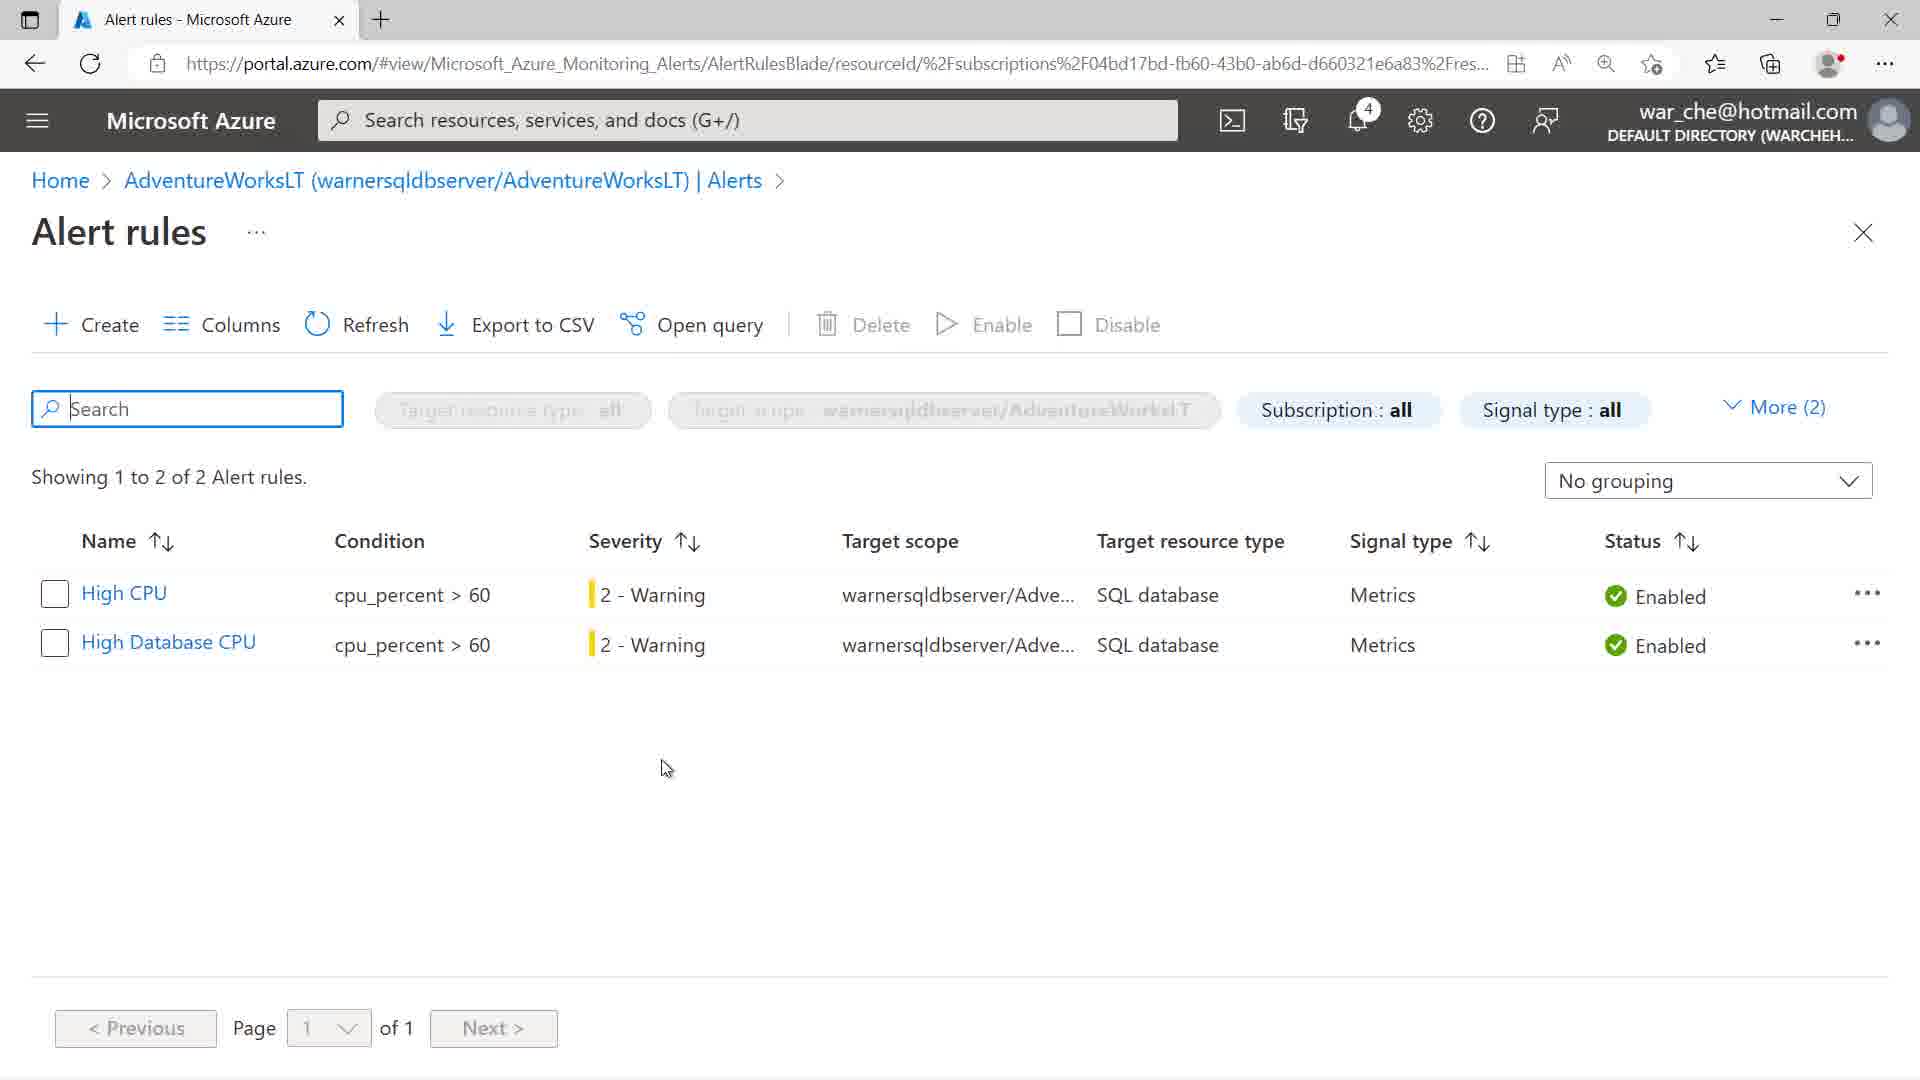 Alert rules - Microsoft Azure
https://portal.azure.com/#view/Microsoft_Azure_Monitoring_Alerts/AlertRulesBlade/resourceId/%2Fsubscriptions%2F04bd17bd-fb60-43b0-ab6d-d660321e6a83%2Fres...
Microsoft Azure
Search resources, services, and docs (G+/)
4
war_che@hotmail.com
DEFAULT DIRECTORY (WARCHEH...
Home > AdventureWorksLT (warnersqldbserver/AdventureWorksLT) | Alerts >
Alert rules ...
Create Columns Refresh Export to CSV Open query Delete Enable Disable
Search
Target resource type : all
Target scope : warnersqldbserver/AdventureWorksLT
Subscription : all
Signal type : all
More (2)
Showing 1 to 2 of 2 Alert rules.
No grouping
Name Condition Severity Target scope Target resource type Signal type Status
High CPU cpu_percent > 60 2 - Warning warnersqldbserver/Adve... SQL database Metrics Enabled ...
High Database CPU cpu_percent > 60 2 - Warning warnersqldbserver/Adve... SQL database Metrics Enabled ...
< Previous Page 1 of 1 Next >